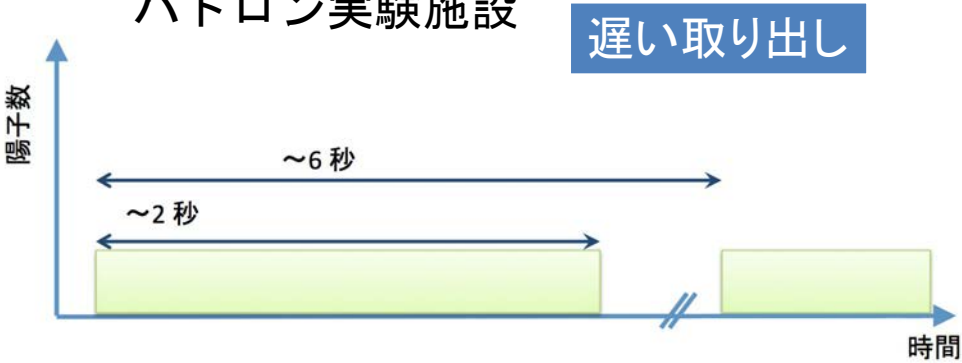 ハドロン実験施設
遅い取り出し
陽子数
～6 秒
～2 秒
時間